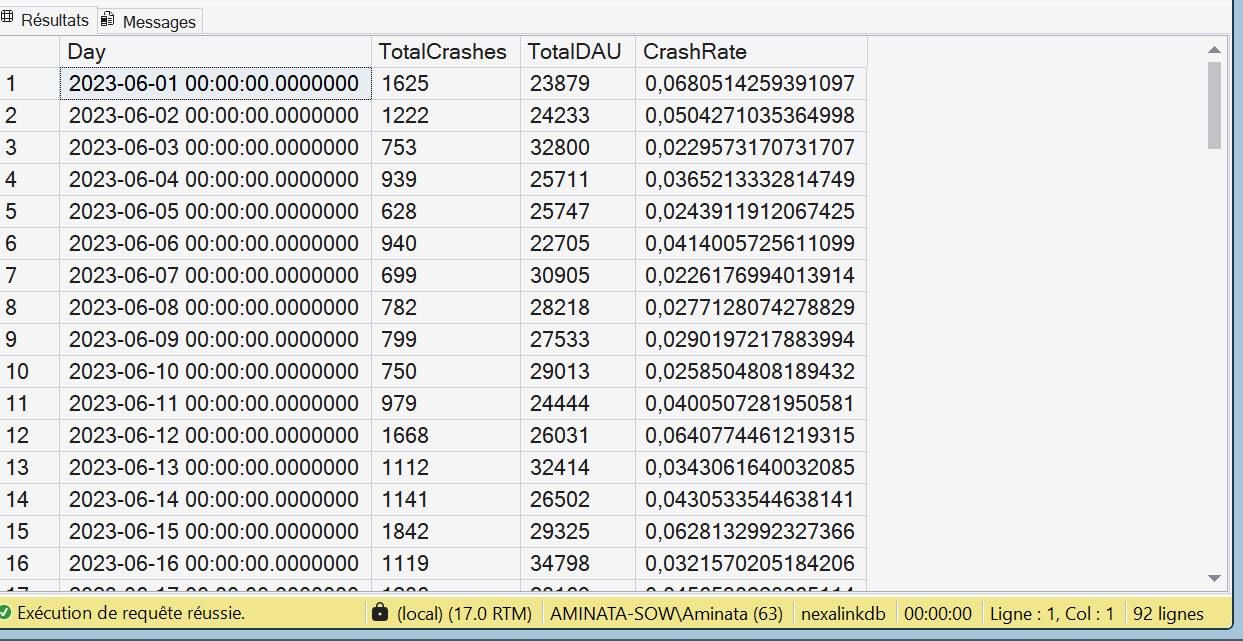 Résultats Messages
Day TotalCrashes TotalDAU CrashRate
1 2023-06-01 00:00:00.0000000 1625 23879 0,0680514259391097
2 2023-06-02 00:00:00.0000000 1222 24233 0,0504271035364998
3 2023-06-03 00:00:00.0000000 753 32800 0,0229573170731707
4 2023-06-04 00:00:00.0000000 939 25711 0,0365213332814749
5 2023-06-05 00:00:00.0000000 628 25747 0,0243911912067425
6 2023-06-06 00:00:00.0000000 940 22705 0,0414005725611099
7 2023-06-07 00:00:00.0000000 699 30905 0,0226176994013914
8 2023-06-08 00:00:00.0000000 782 28218 0,0277128074278829
9 2023-06-09 00:00:00.0000000 799 27533 0,0290197217883994
10 2023-06-10 00:00:00.0000000 750 29013 0,0258504808189432
11 2023-06-11 00:00:00.0000000 979 24444 0,0400507281950581
12 2023-06-12 00:00:00.0000000 1668 26031 0,0640774461219315
13 2023-06-13 00:00:00.0000000 1112 32414 0,0343061640032085
14 2023-06-14 00:00:00.0000000 1141 26502 0,0430533544638141
15 2023-06-15 00:00:00.0000000 1842 29325 0,0628132992327366
16 2023-06-16 00:00:00.0000000 1119 34798 0,0321570205184206
Exécution de requête réussie. (local) (17.0 RTM) AMINATA-SOW\Aminata (63) nexalinkdb 00:00:00 Ligne : 1, Col : 1 92 lignes